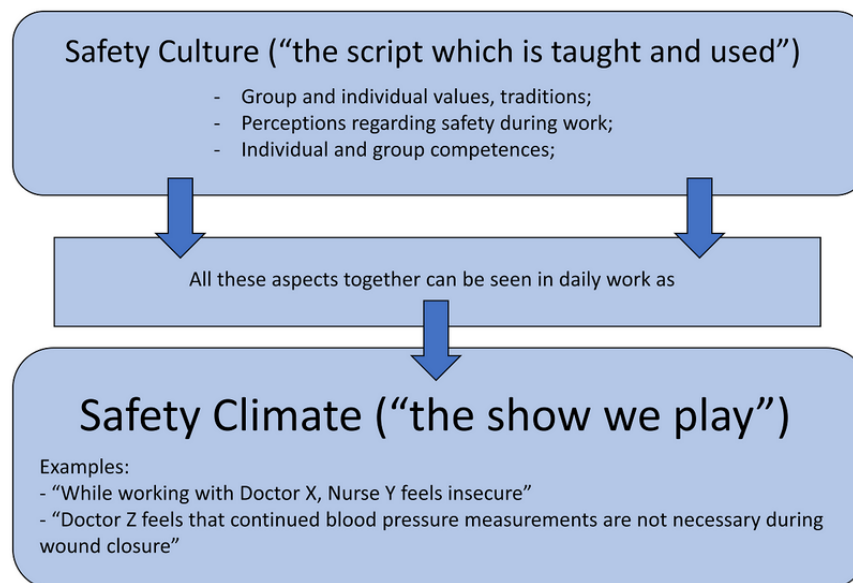 Safety Culture (“the script which is taught and used”)
- Group and individual values, traditions;
- Perceptions regarding safety during work;
- Individual and group competences;
All these aspects together can be seen in daily work as
Safety Climate (“the show we play”)
Examples:
- “While working with Doctor X, Nurse Y feels insecure”
- “Doctor Z feels that continued blood pressure measurements are not necessary during
wound closure”